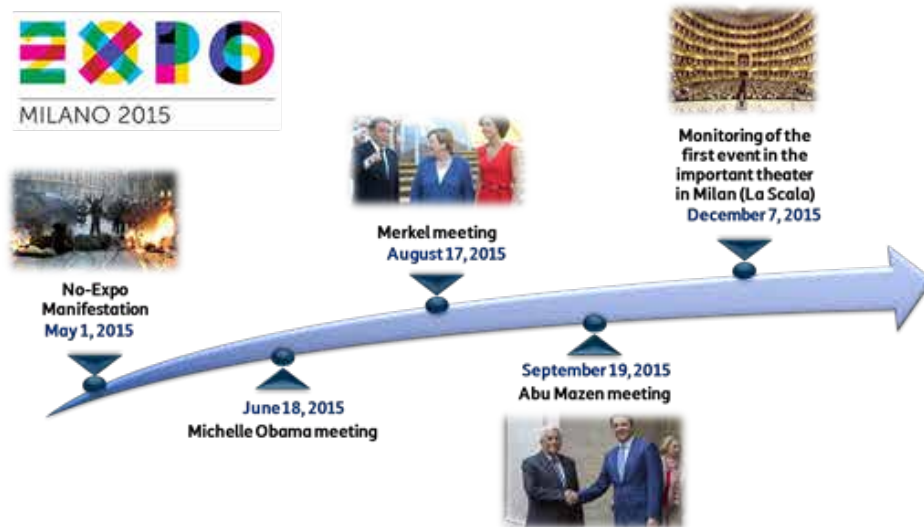 EXPO
MILANO 2015
No-Expo
Manifestation
May 1, 2015
June 18, 2015
Michelle Obama meeting
Merkel meeting
August 17, 2015
September 19, 2015
Abu Mazen meeting
Monitoring of the
first event in the
important theater
in Milan (La Scala)
December 7, 2015